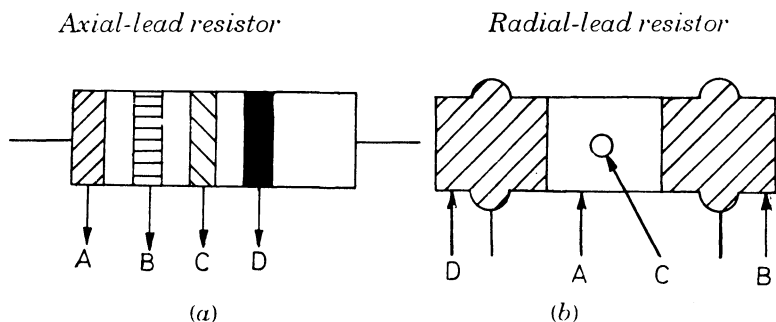 Axial-lead resistor
Radial-lead resistor
A B C D
D A C B
(a)
(b)